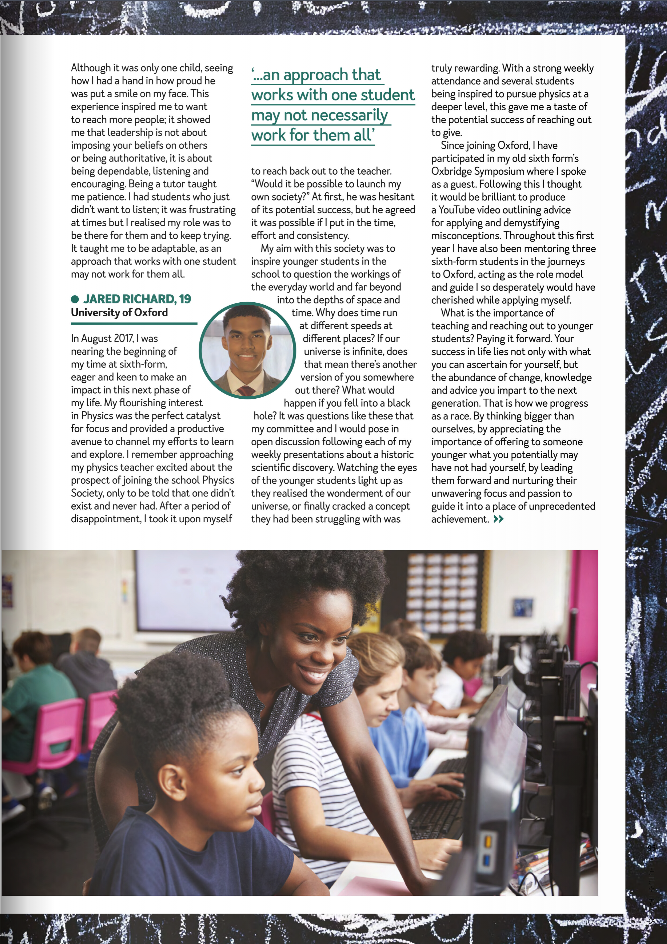 Although it was only one child, seeing
how I had a hand in how proud he
was put a smile on my face. This
experience inspired me to want
to reach more people; it showed
me that leadership is not about
imposing your beliefs on others
or being authoritative, it is about
being dependable, listening and
encouraging. Being a tutor taught
me patience. I had students who just
didn't want to listen; it was frustrating
at times but I realised my role was to
be there for them and to keep trying.
It taught me to be adaptable, as an
approach that works with one student
may not work for them all.
● JARED RICHARD, 19
University of Oxford
In August 2017, I was
nearing the beginning of
my time at sixth-form,
eager and keen to make an
impact in this next phase of
my life. My flourishing interest
in Physics was the perfect catalyst
for focus and provided a productive
avenue to channel my efforts to learn
and explore. I remember approaching
my physics teacher excited about the
prospect of joining the school Physics
Society, only to be told that one didn't
exist and never had. After a period of
disappointment, I took it upon myself
'...an approach that
works with one student
may not necessarily
work for them all'
to reach back out to the teacher.
"Would it be possible to launch my
own society?" At first, he was hesitant
of its potential success, but he agreed
it was possible if I put in the time,
effort and consistency.
My aim with this society was to
inspire younger students in the
school to question the workings of
the everyday world and far beyond
into the depths of space and
time. Why does time run
at different speeds at
different places? If our
universe is infinite, does
that mean there's another
version of you somewhere
out there? What would
happen if you fell into a black
hole? It was questions like these that
my committee and I would pose in
open discussion following each of my
weekly presentations about a historic
scientific discovery. Watching the eyes
of the younger students light up as
they realised the wonderment of our
universe, or finally cracked a concept
they had been struggling with was
truly rewarding. With a strong weekly
attendance and several students
being inspired to pursue physics at a
deeper level, this gave me a taste of
the potential success of reaching out
to give.
Since joining Oxford, I have
participated in my old sixth form's
Oxbridge Symposium where I spoke
as a guest. Following this I thought
it would be brilliant to produce
a YouTube video outlining advice
for applying and demystifying
misconceptions. Throughout this first
year I have also been mentoring three
sixth-form students in the journeys
to Oxford, acting as the role model
and guide I so desperately would have
cherished while applying myself.
What is the importance of
teaching and reaching out to younger
students? Paying it forward. Your
success in life lies not only with what
you can ascertain for yourself, but
the abundance of change, knowledge
and advice you impart to the next
generation. That is how we progress
as a race. By thinking bigger than
ourselves, by appreciating the
importance of offering to someone
younger what you potentially may
have not had yourself, by leading
them forward and nurturing their
unwavering focus and passion to
guide it into a place of unprecedented
achievement. »